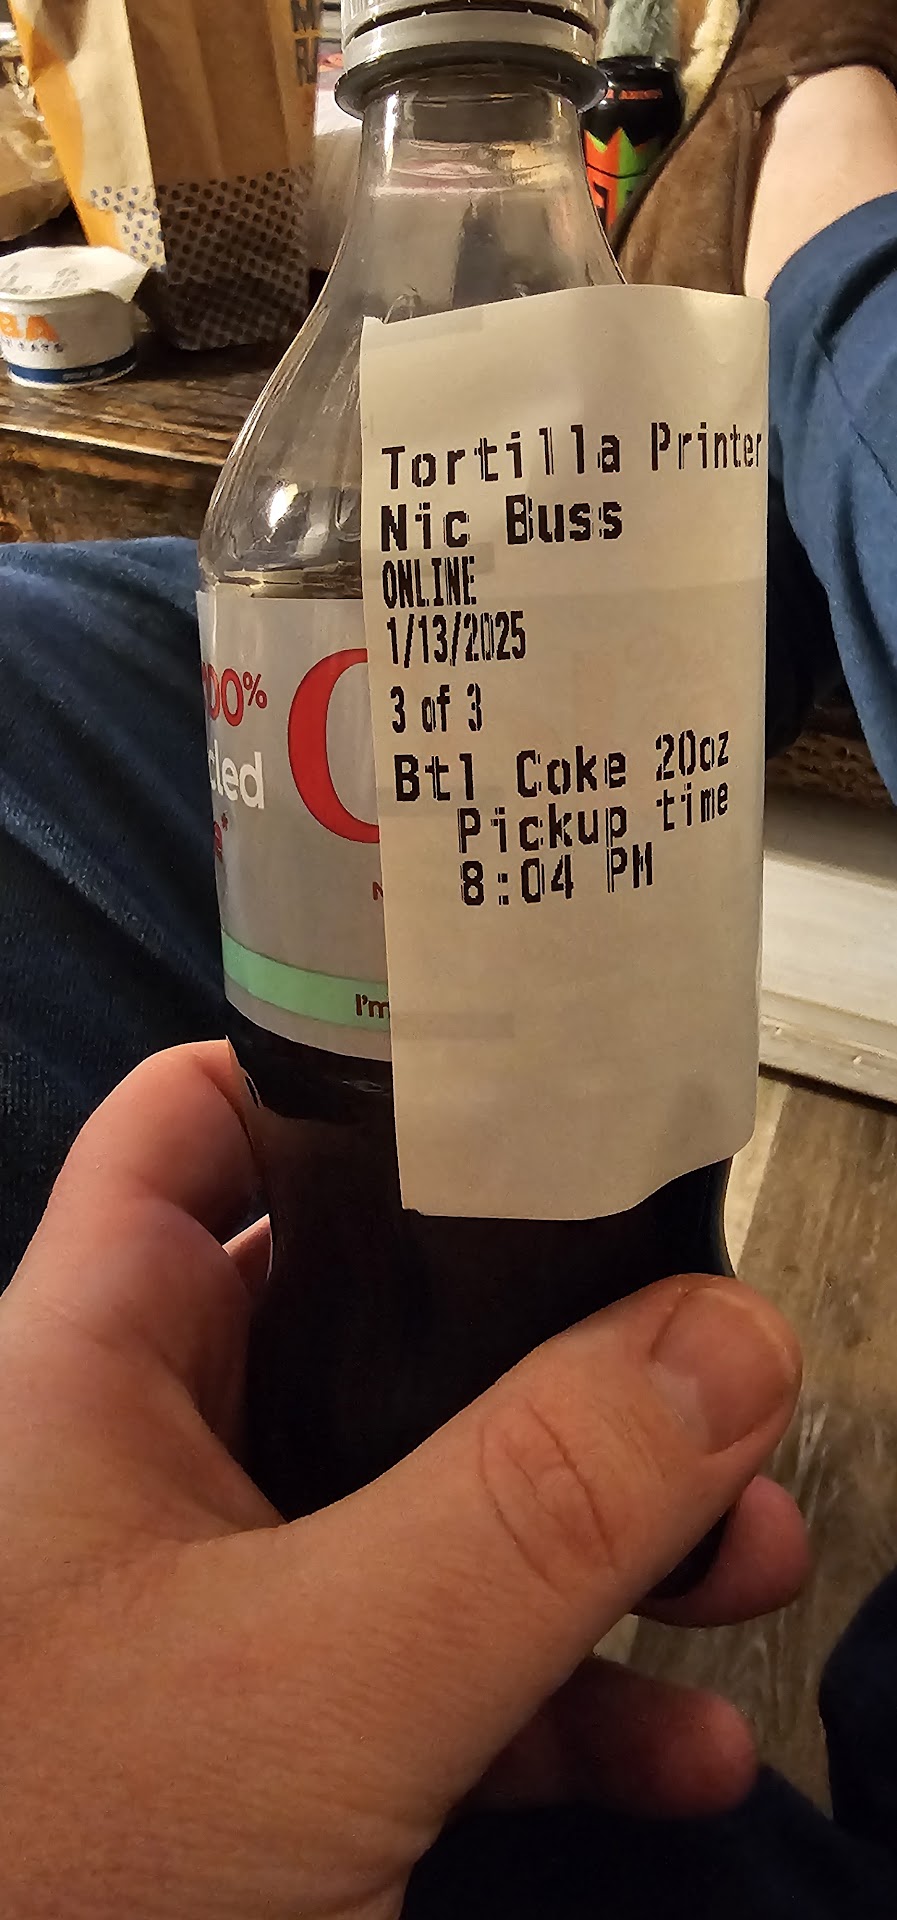 Tortilla Printer
Nic Buss
ONLINE
1/13/2025
3 of 3
Btl Coke 20oz
Pickup time
8:04 PM
100%
I'm